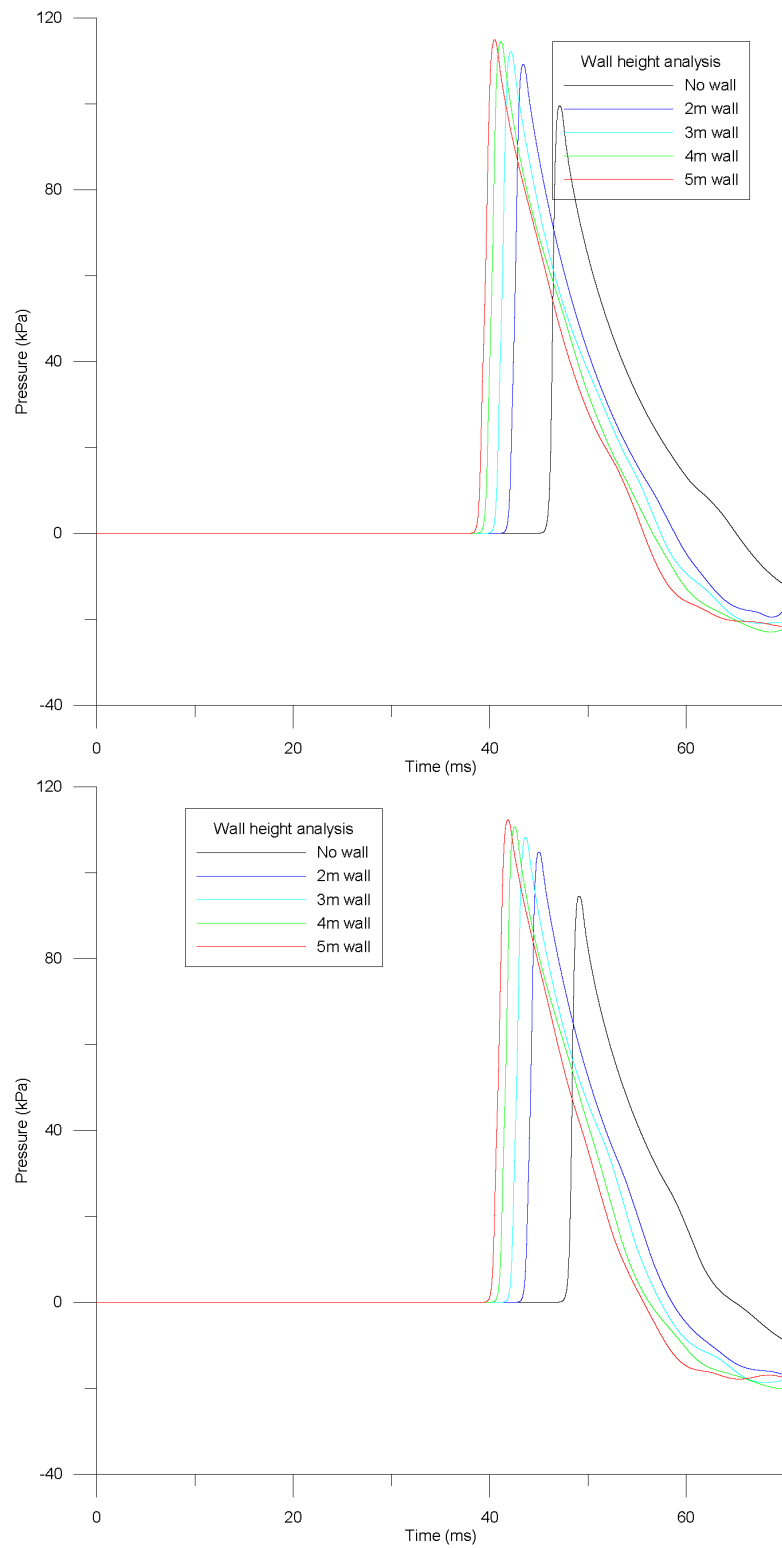 120
80
40
0
-40
Pressure (kPa)
Wall height analysis
No wall
2m wall
3m wall
4m wall
5m wall
0 20 40 60
Time (ms)
120
80
40
0
-40
Pressure (kPa)
Wall height analysis
No wall
2m wall
3m wall
4m wall
5m wall
0 20 40 60
Time (ms)